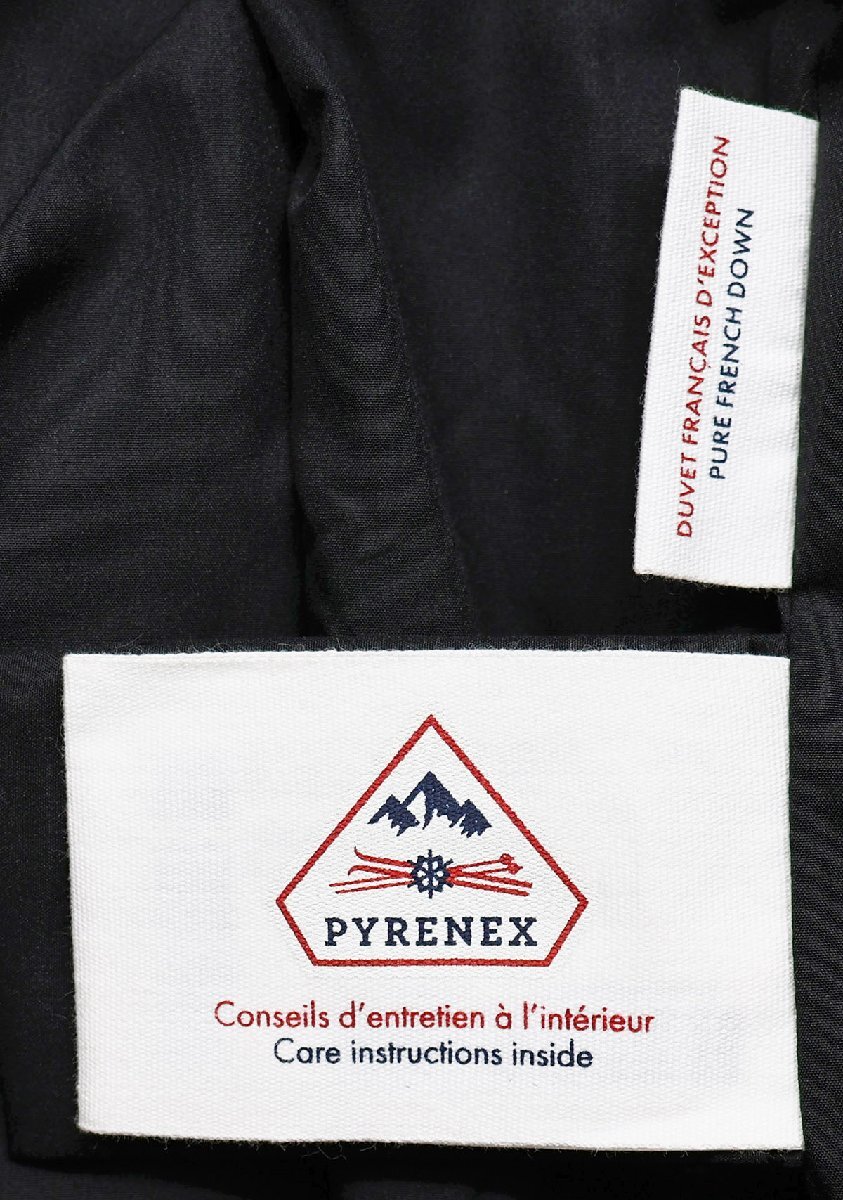 DUVET FRANÇAIS D'EXCEPTION
PURE FRENCH DOWN
PYRENEX
Conseils d'entretien à l'intérieur
Care instructions inside